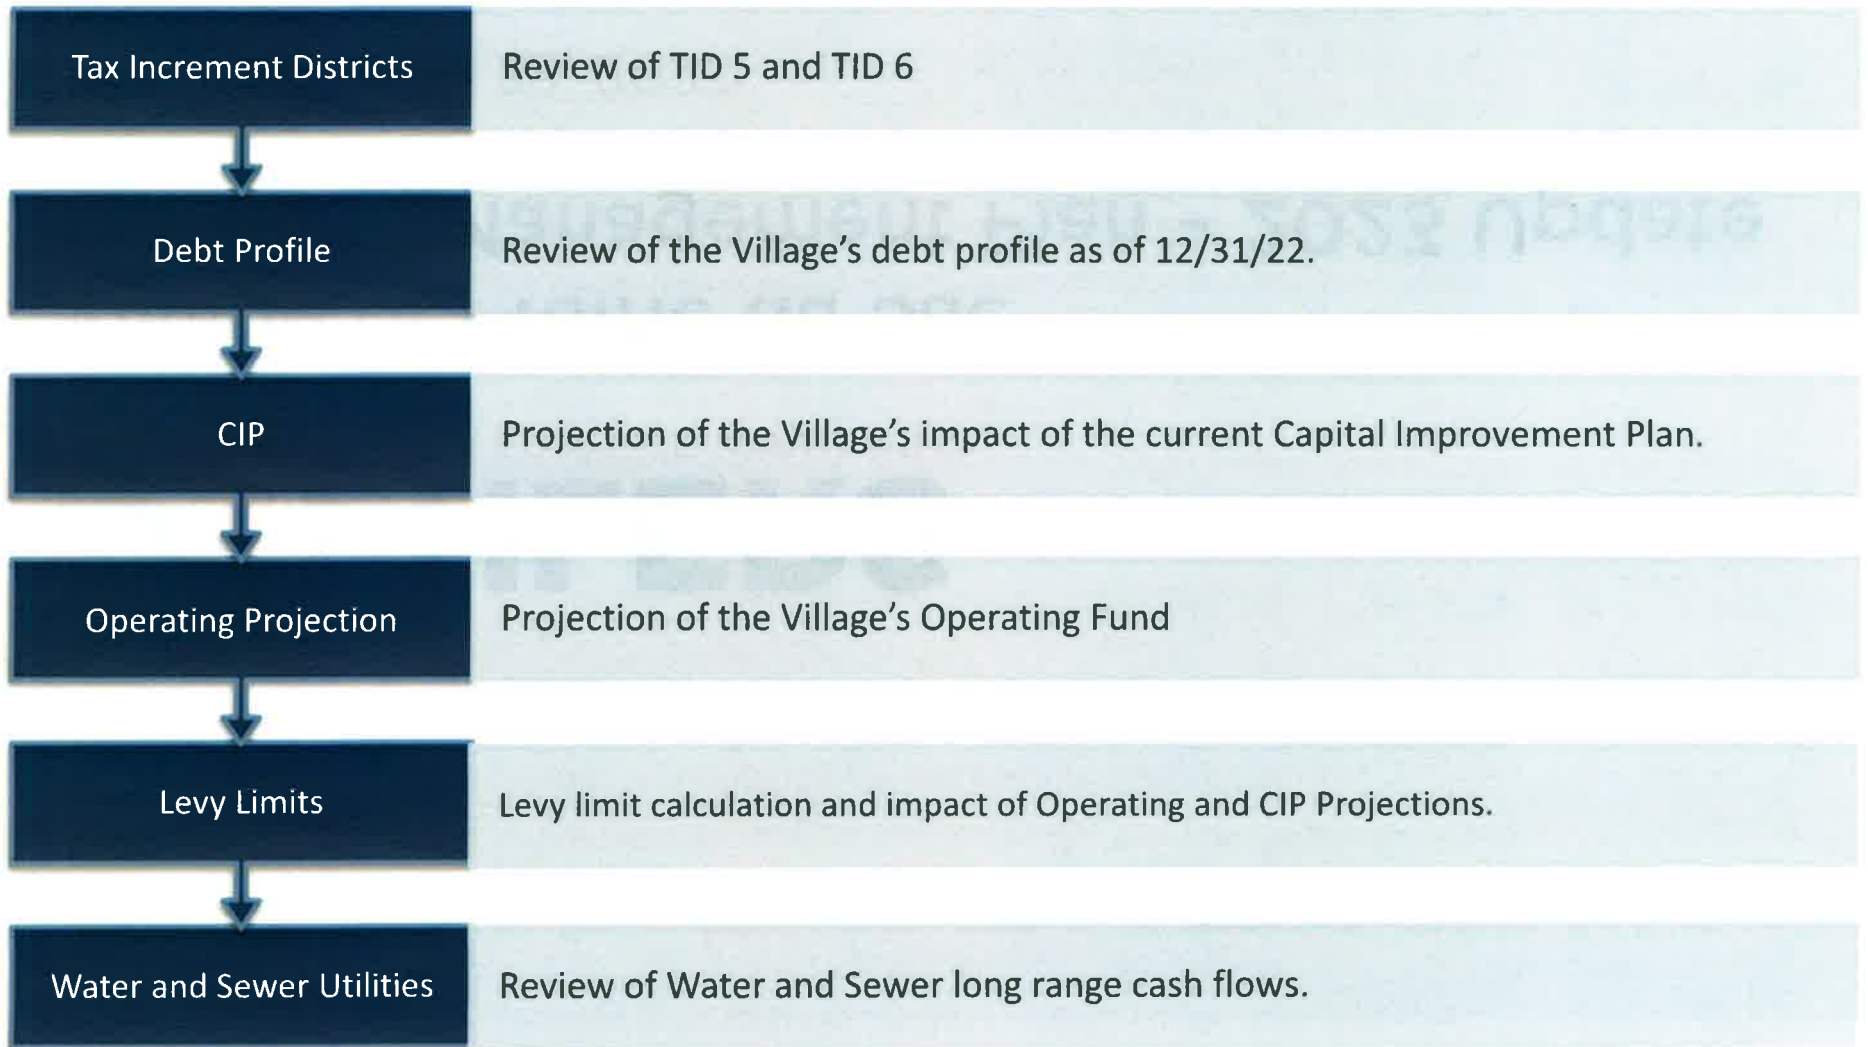 Tax Increment Districts
Review of TID 5 and TID 6
Debt Profile
Review of the Village's debt profile as of 12/31/22.
CIP
Projection of the Village's impact of the current Capital Improvement Plan.
Operating Projection
Projection of the Village's Operating Fund
Levy Limits
Levy limit calculation and impact of Operating and CIP Projections.
Water and Sewer Utilities
Review of Water and Sewer long range cash flows.